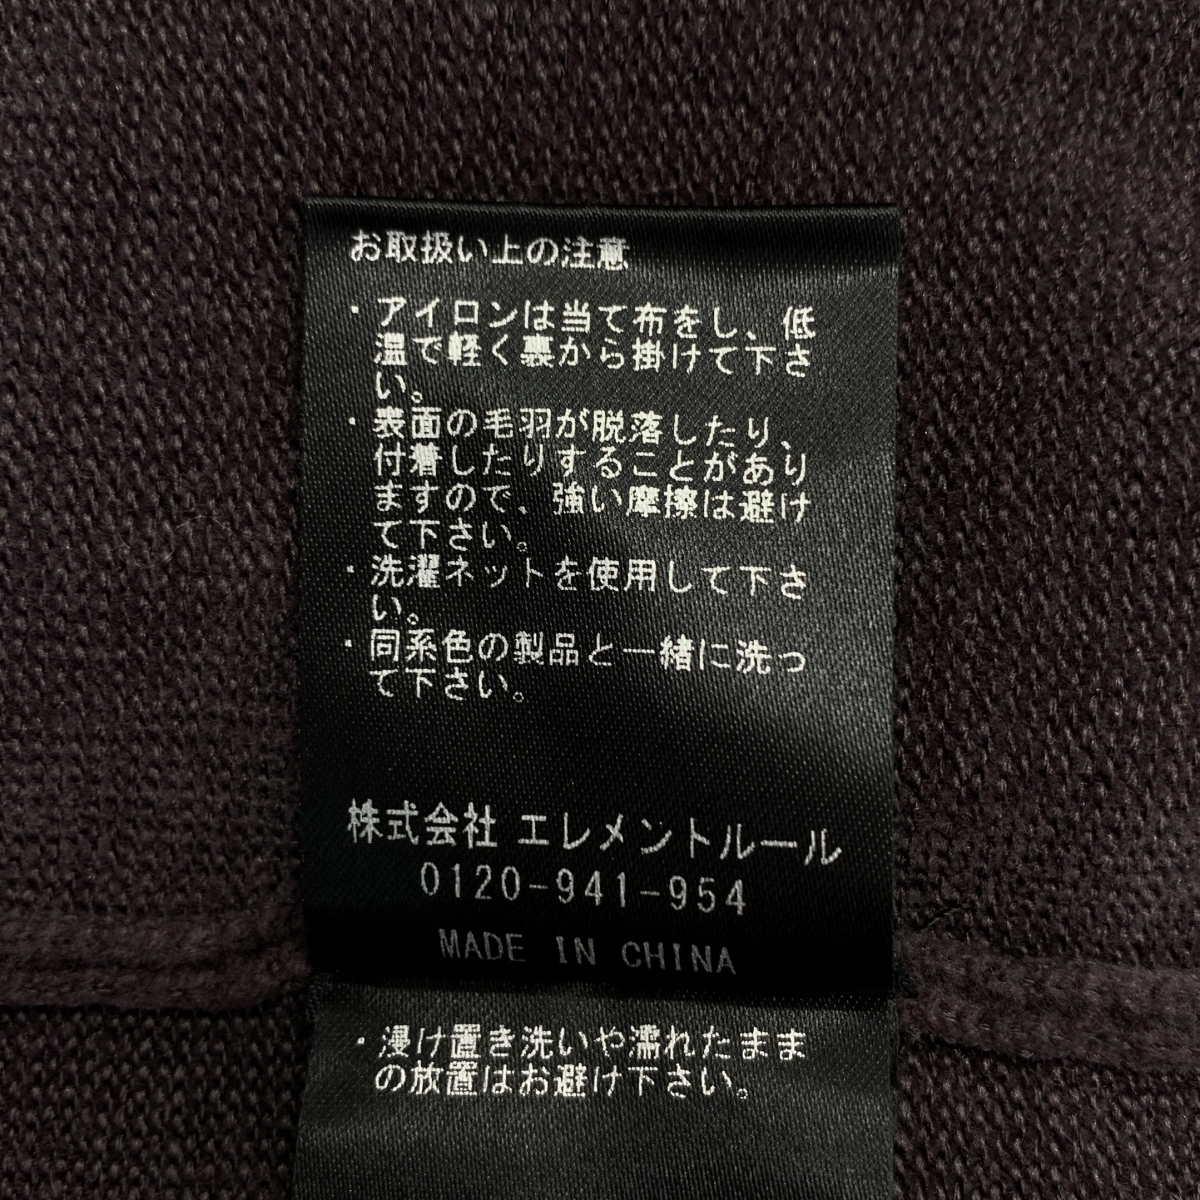 お取扱い上の注意
・アイロンは当て布をし、低
温で軽く裏から掛けて下さ
い。
・表面の毛羽が脱落したり、
付着したりすることがあり
ますので、強い摩擦は避け
て下さい。
・洗濯ネットを使用して下さ
い。
・同系色の製品と一緒に洗っ
て下さい。
株式会社 エレメントルール
0120-941-954
MADE IN CHINA
・浸け置き洗いや濡れたまま
の放置はお避け下さい。